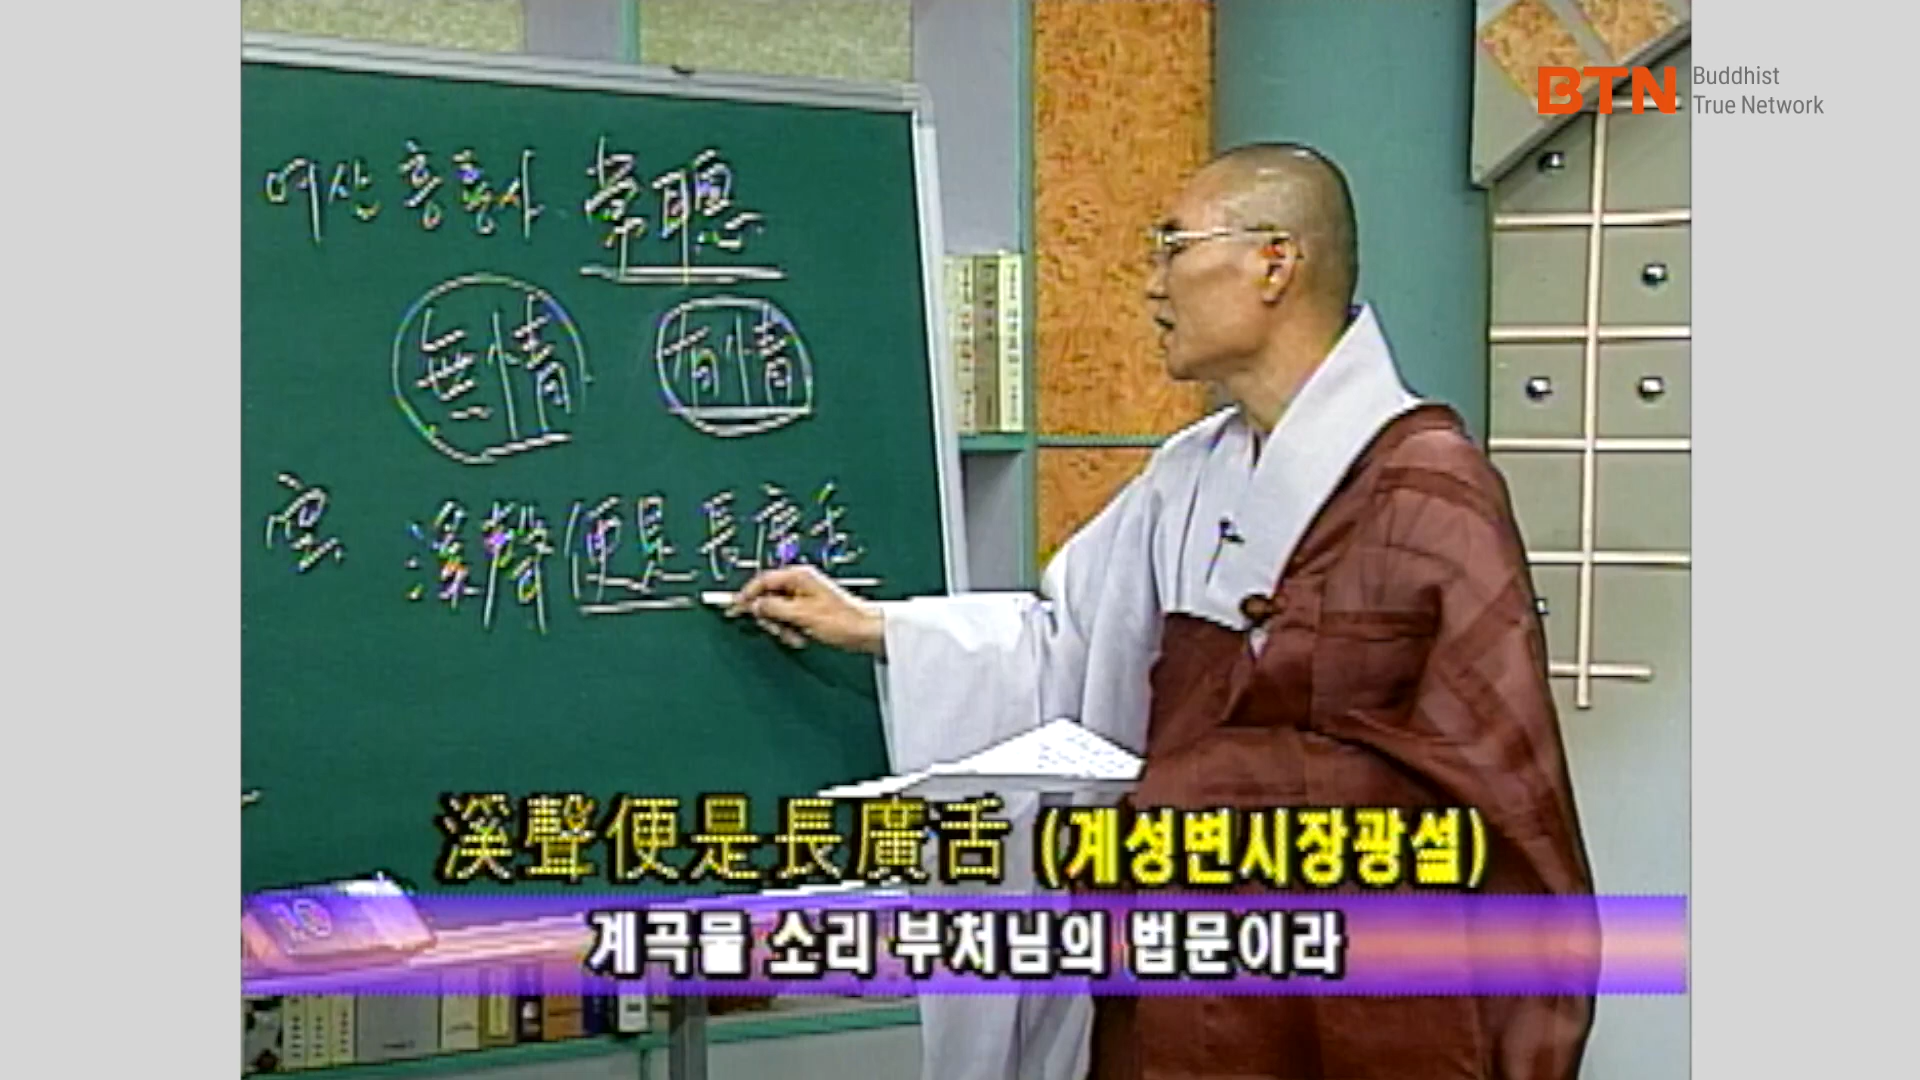 BTN Buddhist
True Network
여산 흥룡사 常聰
無情 有情
溪聲便是長廣舌
溪聲便是長廣舌 (계성변시장광설)
계곡물 소리 부처님의 법문이라